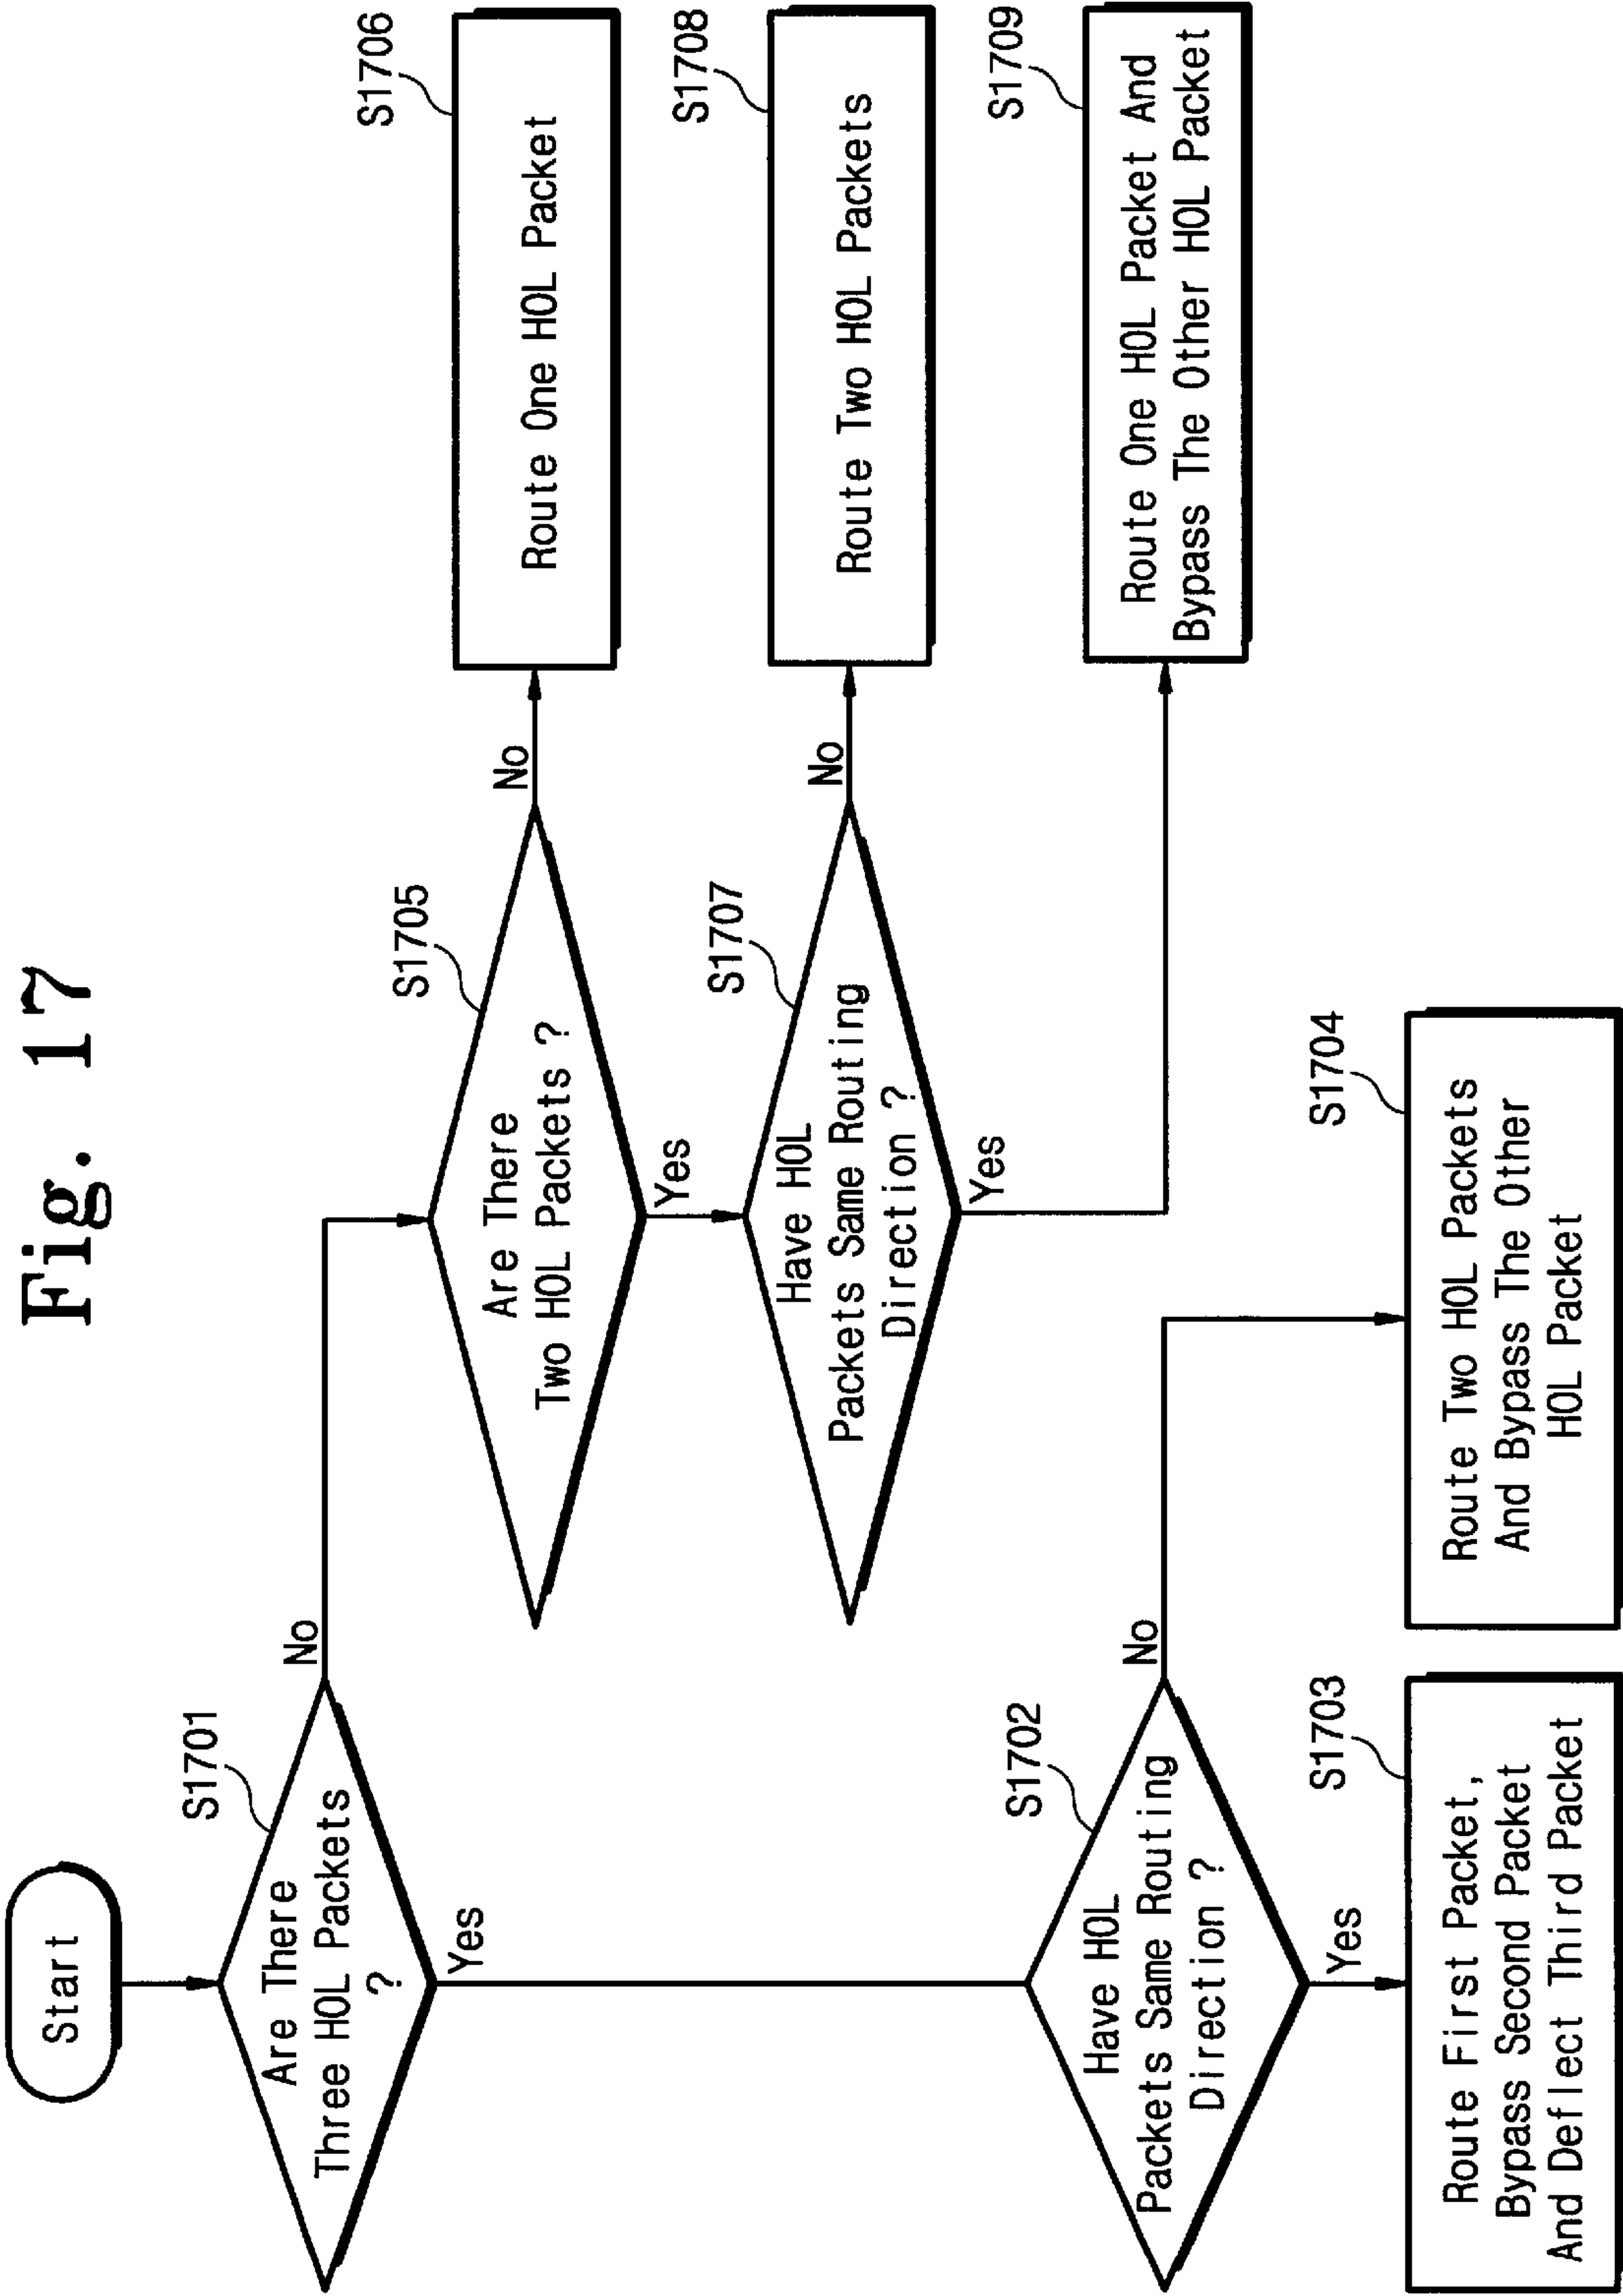 Fig. 17
Start
S1701
Are There
Three HOL Packets
?
No
Yes
S1705
Are There
Two HOL Packets ?
No
Yes
S1706
Route One HOL Packet
S1707
Have HOL
Packets Same Routing
Direction ?
No
Yes
S1708
Route Two HOL Packets
S1709
Route One HOL Packet And
Bypass The Other HOL Packet
S1702
Have HOL
Packets Same Routing
Direction ?
No
Yes
S1703
Route First Packet,
Bypass Second Packet
And Deflect Third Packet
S1704
Route Two HOL Packets
And Bypass The Other
HOL Packet